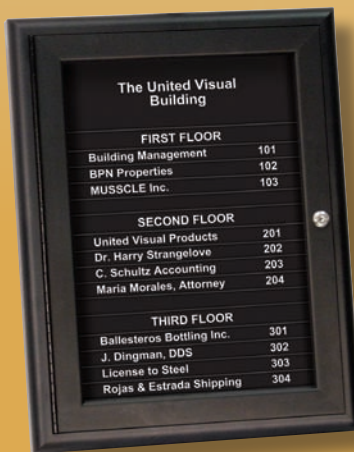 The United Visual
Building
FIRST FLOOR
Building Management 101
BPN Properties 102
MUSSCLE Inc. 103
SECOND FLOOR
United Visual Products 201
Dr. Harry Strangelove 202
C. Schultz Accounting 203
Maria Morales, Attorney 204
THIRD FLOOR
Ballesteros Bottling Inc. 301
J. Dingman, DDS 302
License to Steel 303
Rojas & Estrada Shipping 304